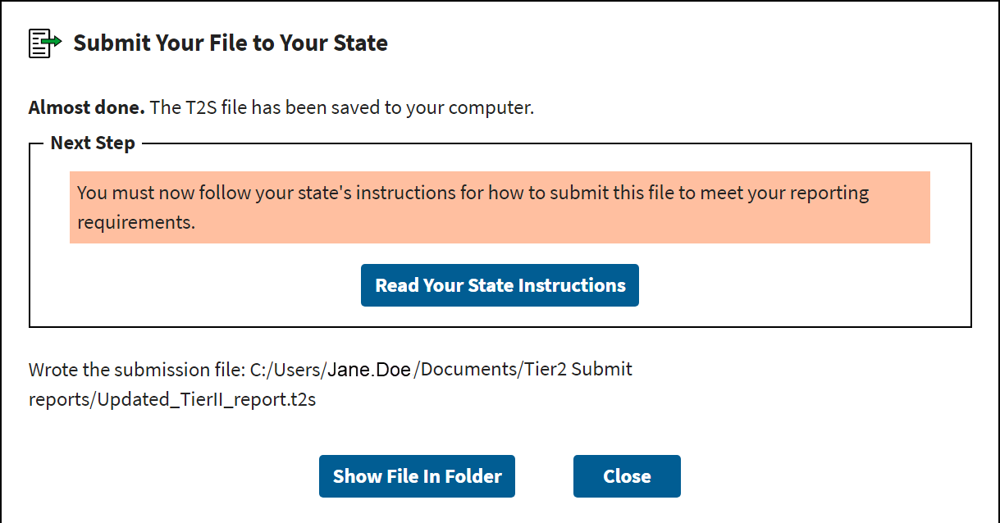 Submit Your File to Your State
Almost done. The T2S file has been saved to your computer.
Next Step
You must now follow your state's instructions for how to submit this file to meet your reporting
requirements.
Read Your State Instructions
Wrote the submission file: C:/Users/Jane.Doe/Documents/Tier2 Submit
reports/Updated_TierII_report.t2s
Show File In Folder
Close